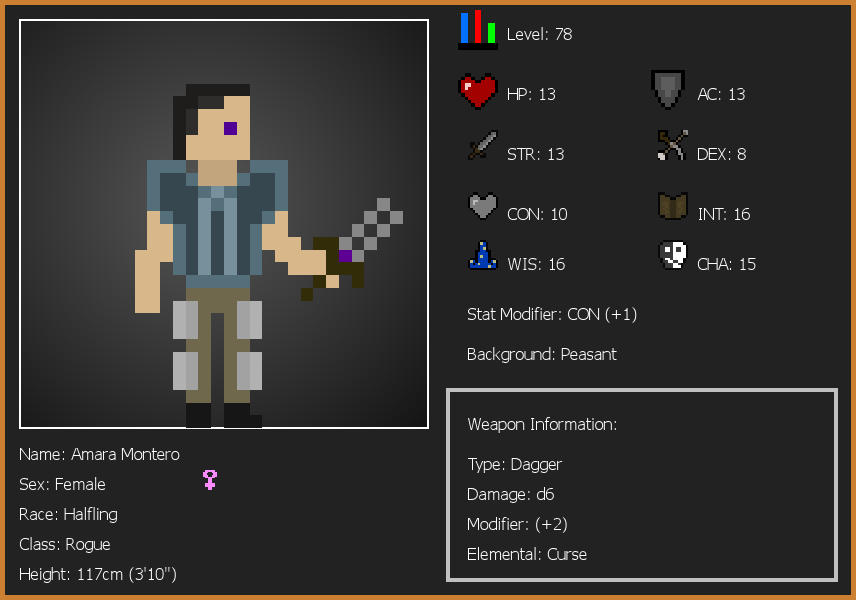 Level: 78
HP: 13
AC: 13
STR: 13
DEX: 8
CON: 10
INT: 16
WIS: 16
CHA: 15
Stat Modifier: CON (+1)
Background: Peasant
Weapon Information:
Type: Dagger
Damage: d6
Modifier: (+2)
Elemental: Curse
Name: Amara Montero
Sex: Female
Race: Halfling
Class: Rogue
Height: 117cm (3'10")